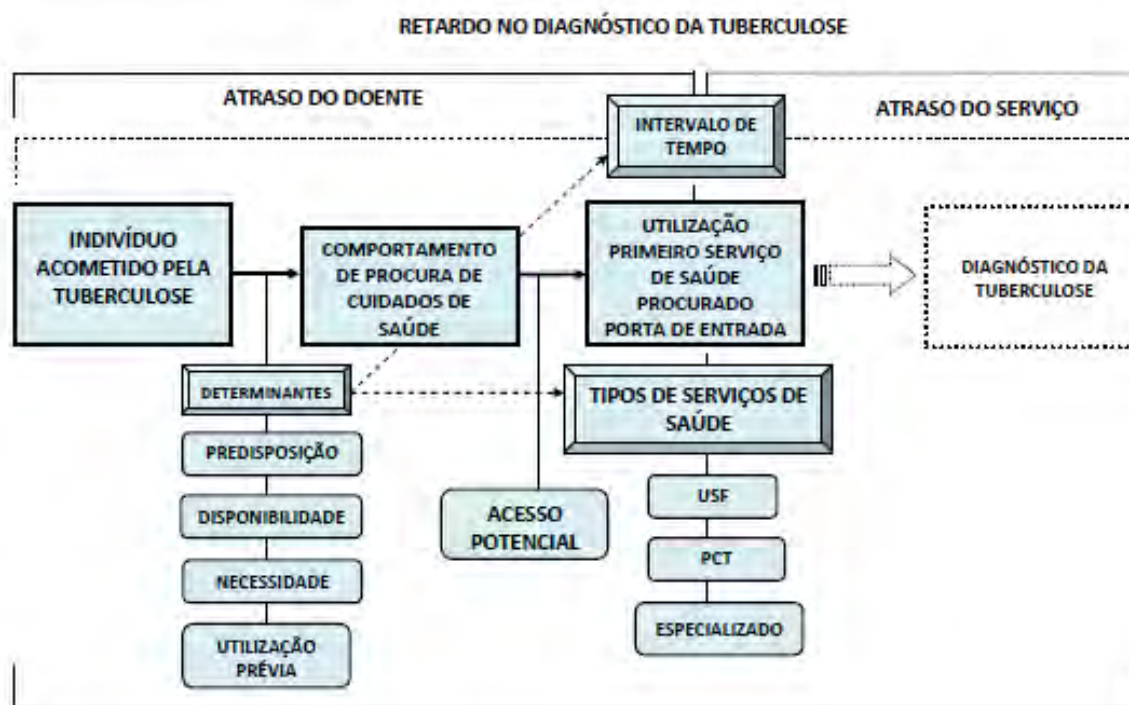 RETARDO NO DIAGNÓSTICO DA TUBERCULOSE
ATRASO DO DOENTE
ATRASO DO SERVIÇO
INTERVALO DE
TEMPO
INDIVÍDUO
ACOMETIDO PELA
TUBERCULOSE
COMPORTAMENTO
DE PROCURA DE
CUIDADOS DE
SAÚDE
UTILIZAÇÃO
PRIMEIRO SERVIÇO
DE SAÚDE
PROCURADO
PORTA DE ENTRADA
DIAGNÓSTICO DA
TUBERCULOSE
DETERMINANTES
PREDISPOSIÇÃO
DISPONIBILIDADE
NECESSIDADE
UTILIZAÇÃO
PRÉVIA
ACESSO
POTENCIAL
TIPOS DE SERVIÇOS DE
SAÚDE
USF
PCT
ESPECIALIZADO